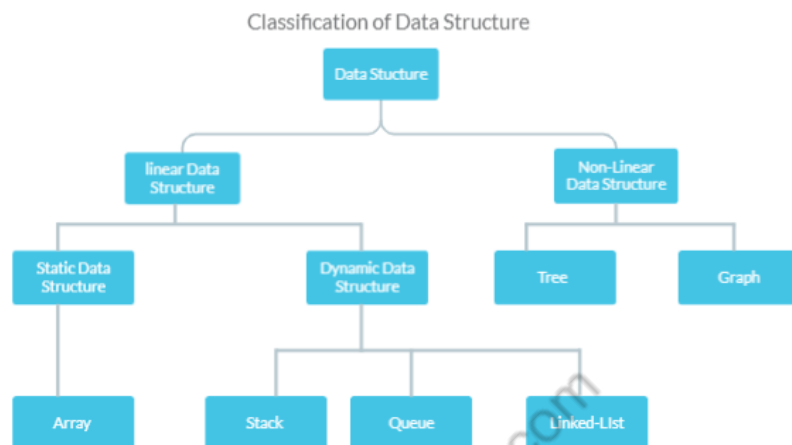 Classification of Data Structure
Data Stucture
linear Data
Structure
Non-Linear
Data Structure
Static Data
Structure
Dynamic Data
Structure
Tree
Graph
Array
Stack
Queue
Linked-LIst
.com